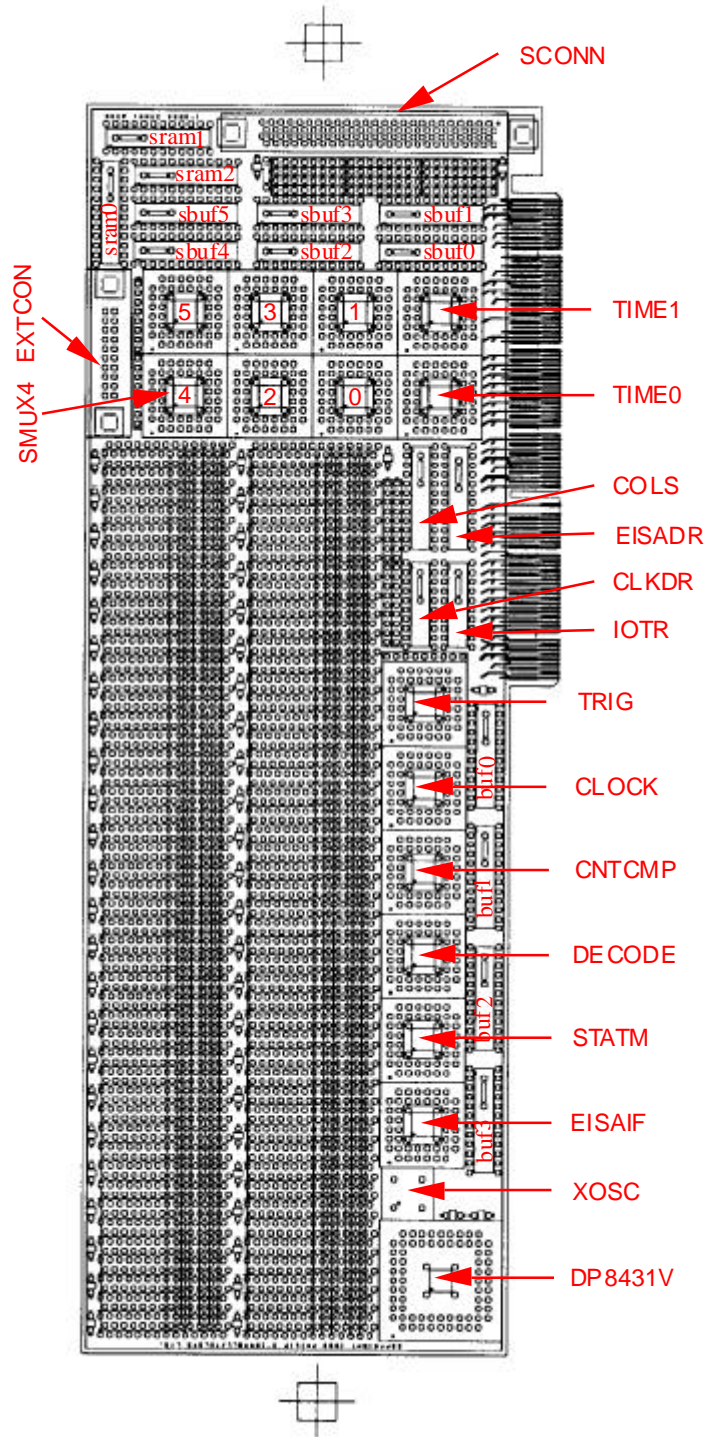 SCONN
sram1
sram2
sram0
sbuf5 sbuf3 sbuf1
sbuf4 sbuf2 sbuf0
EXTCON
SMUX4
5 3 1
TIME1
4 2 0
TIME0
COLS
EISADR
CLKDR
IOTR
TRIG
buf0
CLOCK
CNTCMP
buf1
DECODE
buf2
STATM
EISAIF
buf3
XOSC
DP8431V